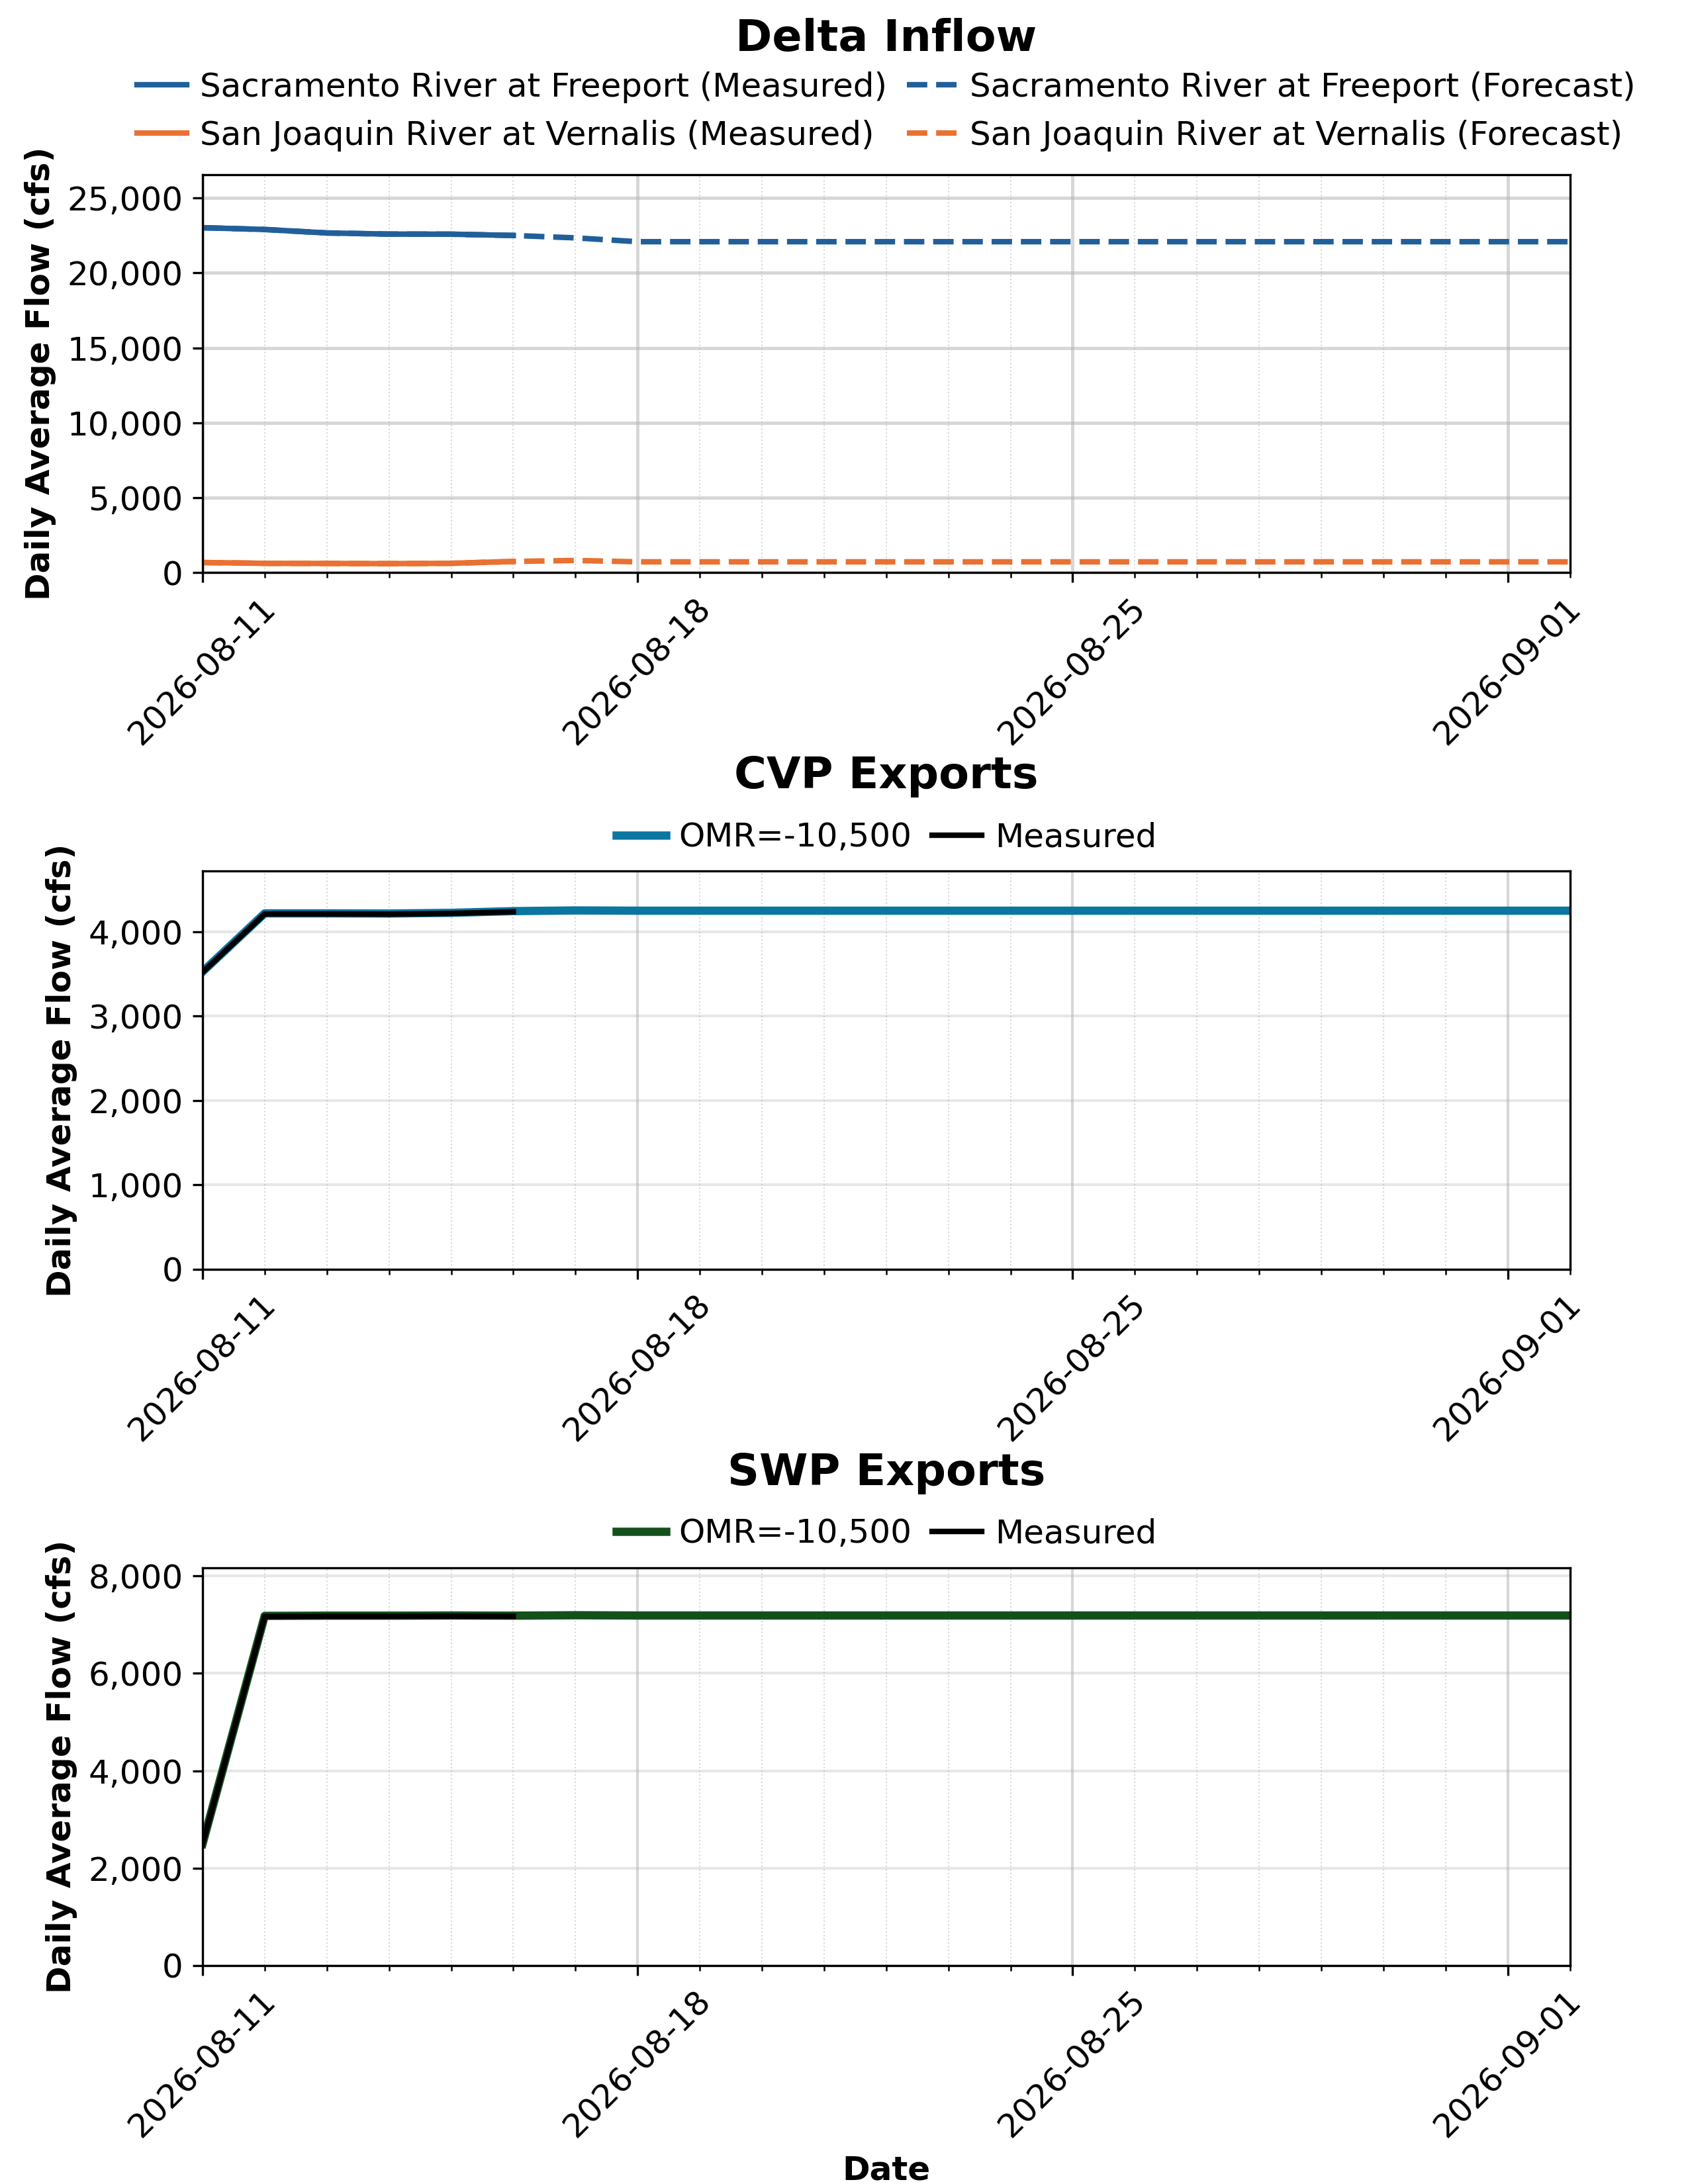 Delta Inflow
Sacramento River at Freeport (Measured) Sacramento River at Freeport (Forecast)
San Joaquin River at Vernalis (Measured) San Joaquin River at Vernalis (Forecast)
Daily Average Flow (cfs)
25,000
20,000
15,000
10,000
5,000
0
2026-08-11 2026-08-18 2026-08-25 2026-09-01
CVP Exports
OMR=-10,500 Measured
Daily Average Flow (cfs)
4,000
3,000
2,000
1,000
0
2026-08-11 2026-08-18 2026-08-25 2026-09-01
SWP Exports
OMR=-10,500 Measured
Daily Average Flow (cfs)
8,000
6,000
4,000
2,000
0
2026-08-11 2026-08-18 2026-08-25 2026-09-01
Date